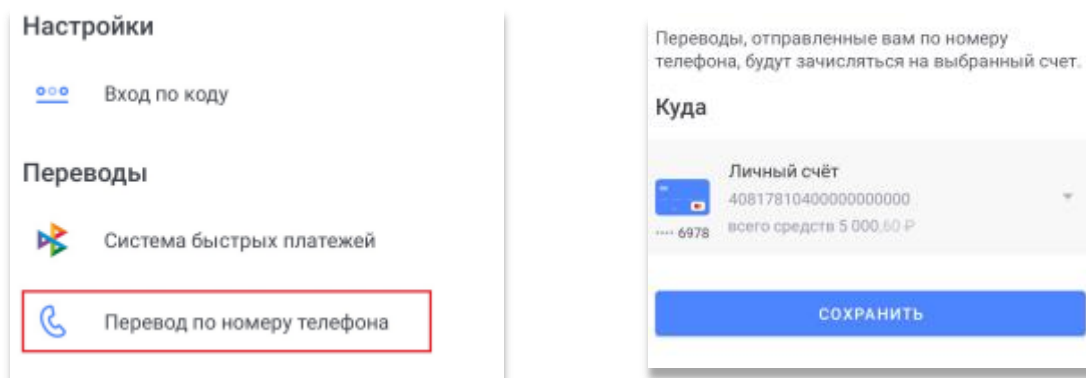 Настройки
Вход по коду
Переводы
Система быстрых платежей
Перевод по номеру телефона
Переводы, отправленные вам по номеру
телефона, будут зачисляться на выбранный счет.
Куда
Личный счёт
40817810400000000000
всего средств 5 000,60 ₽
···· 6978
СОХРАНИТЬ